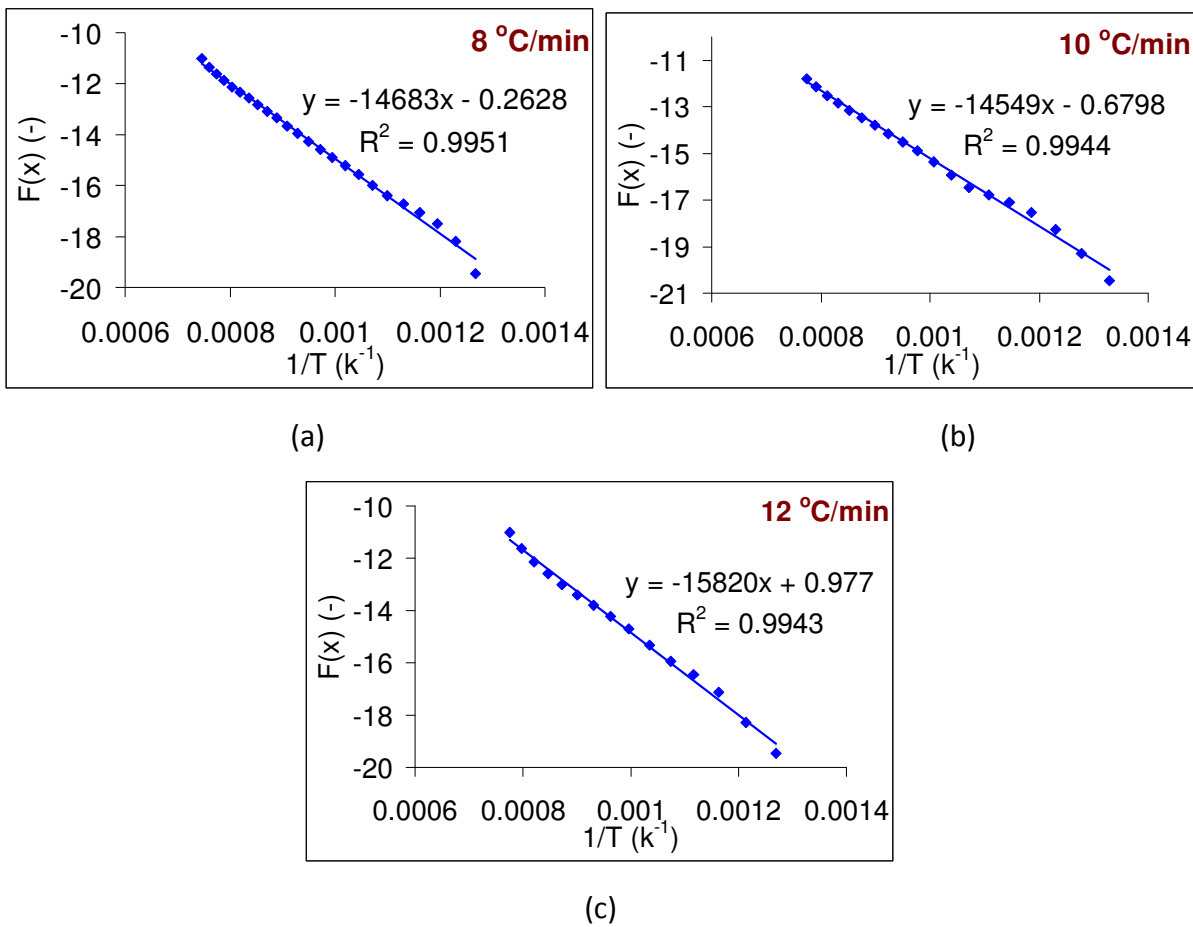 8 °C/min
-10
-12
-14
-16
-18
-20
F(x) (-)
y = -14683x - 0.2628
R² = 0.9951
0.0006 0.0008 0.001 0.0012 0.0014
1/T (k⁻¹)
(a)
10 °C/min
-11
-13
-15
-17
-19
-21
F(x) (-)
y = -14549x - 0.6798
R² = 0.9944
0.0006 0.0008 0.001 0.0012 0.0014
1/T (k⁻¹)
(b)
12 °C/min
-10
-12
-14
-16
-18
-20
F(x) (-)
y = -15820x + 0.977
R² = 0.9943
0.0006 0.0008 0.001 0.0012 0.0014
1/T (k⁻¹)
(c)